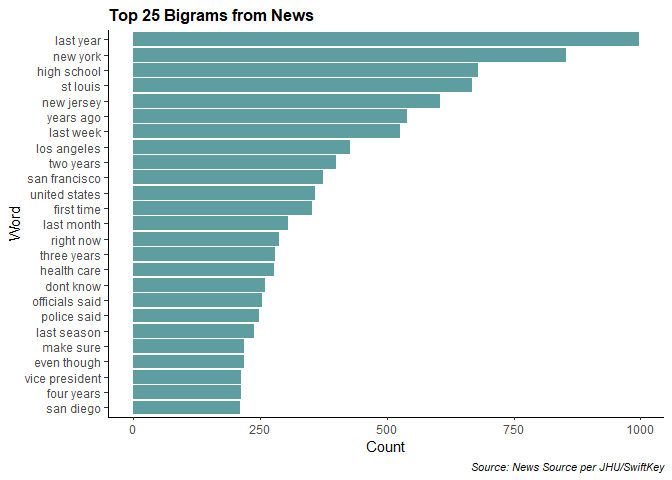 Top 25 Bigrams from News
last year
new york
high school
st louis
new jersey
years ago
last week
los angeles
two years
san francisco
united states
first time
last month
right now
three years
health care
dont know
officials said
police said
last season
make sure
even though
vice president
four years
san diego
Word
0 250 500 750 1000
Count
Source: News Source per JHU/SwiftKey